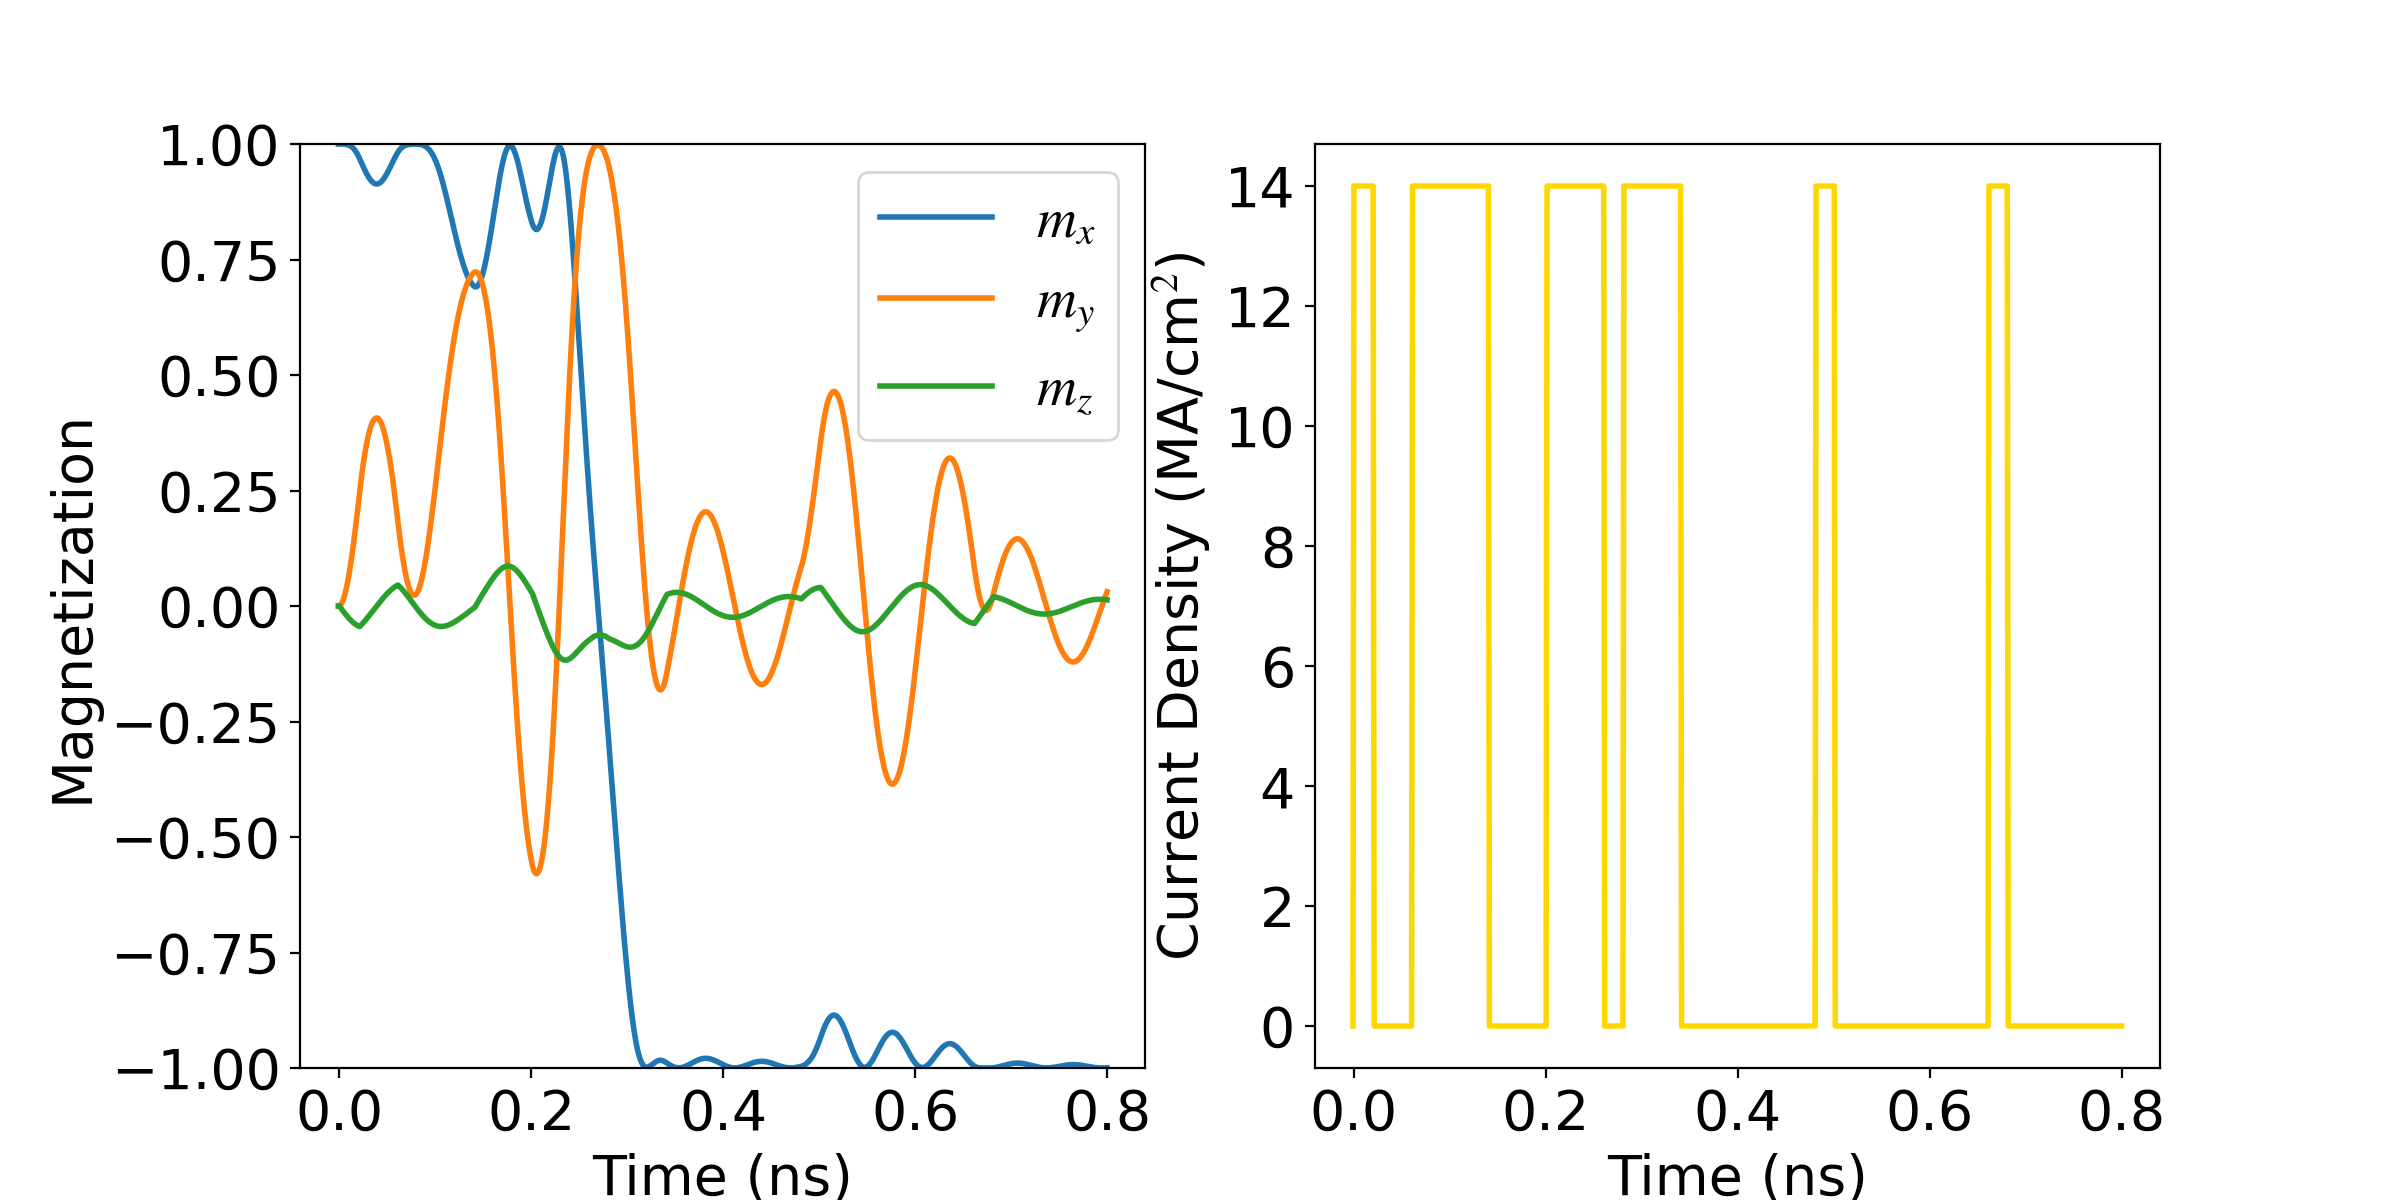 Magnetization
1.00
0.75
0.50
0.25
0.00
−0.25
−0.50
−0.75
−1.00
0.0 0.2 0.4 0.6 0.8
Time (ns)
m_x
m_y
m_z
Current Density (MA/cm²)
14
12
10
8
6
4
2
0
0.0 0.2 0.4 0.6 0.8
Time (ns)